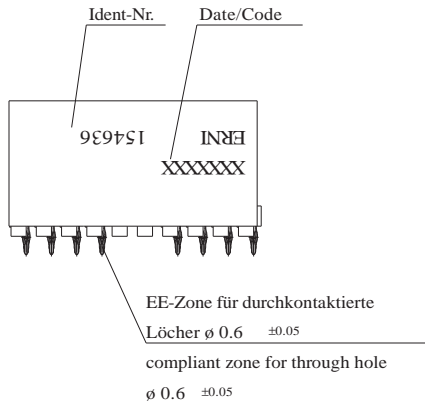 Ident-Nr. Date/Code
154636 ERNI
XXXXXXX
EE-Zone für durchkontaktierte
Löcher ø 0.6 ±0.05
compliant zone for through hole
ø 0.6 ±0.05